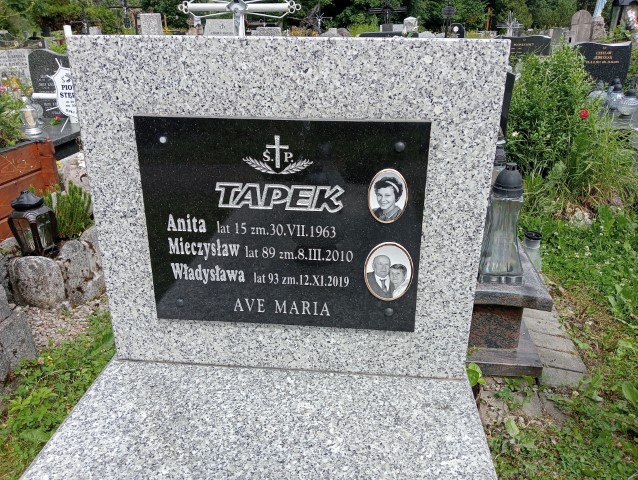 Ś. P.
TAPEK
Anita lat 15 zm.30.VII.1963
Mieczysław lat 89 zm.8.III.2010
Władysława lat 93 zm.12.XI.2019
AVE MARIA